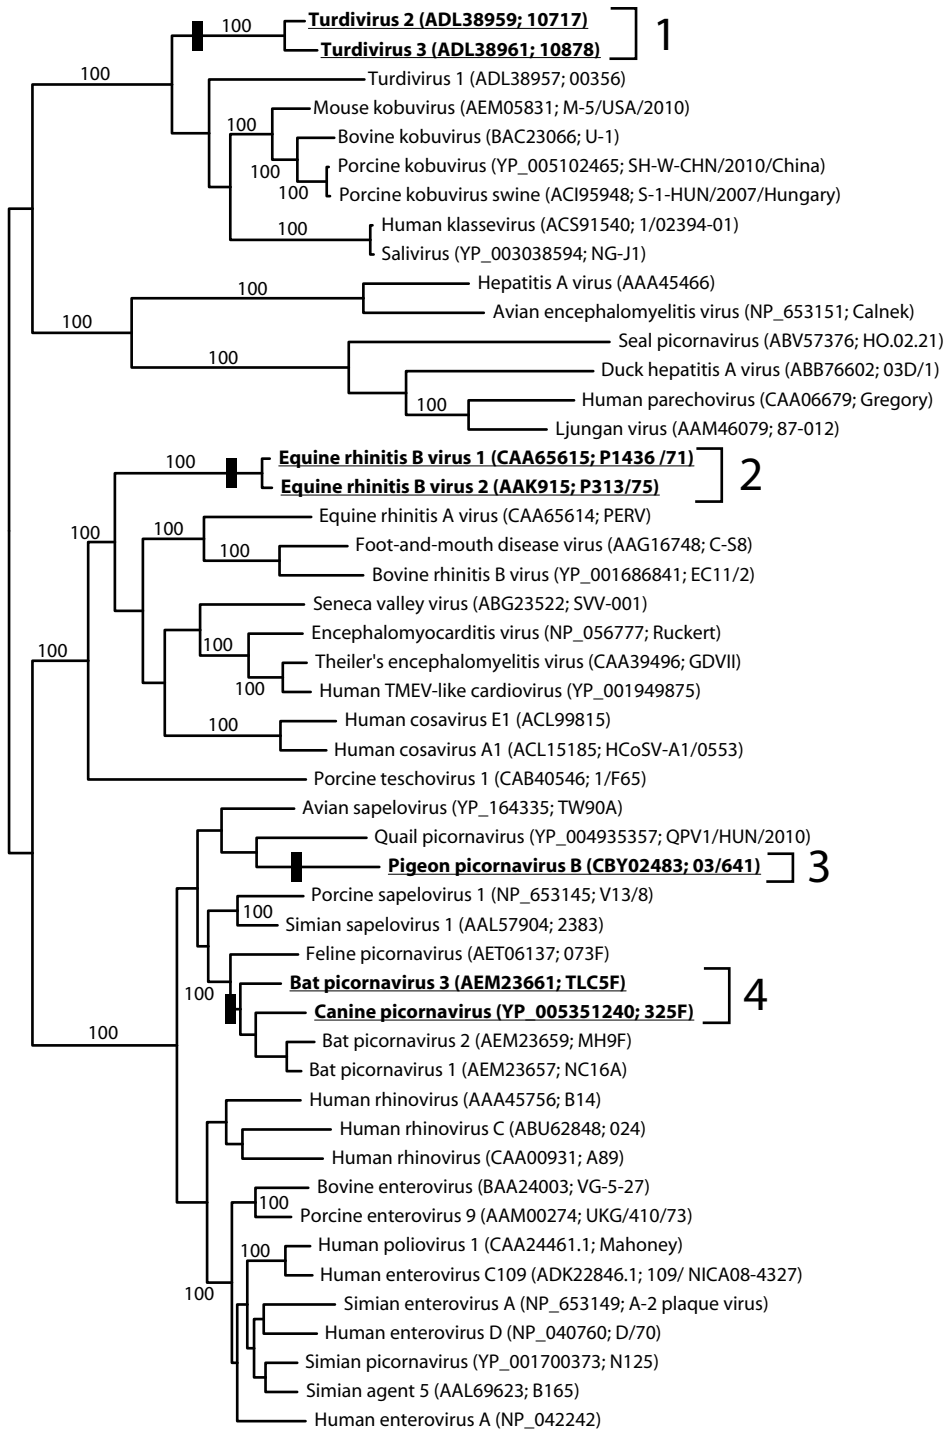 Turdivirus 2 (ADL38959; 10717)
100
1
Turdivirus 3 (ADL38961; 10878)
100
Turdivirus 1 (ADL38957; 00356)
Mouse kobuvirus (AEM05831; M-5/USA/2010)
100
Bovine kobuvirus (BAC23066; U-1)
100
Porcine kobuvirus (YP_005102465; SH-W-CHN/2010/China)
100
Porcine kobuvirus swine (ACI95948; S-1-HUN/2007/Hungary)
Human klassevirus (ACS91540; 1/02394-01)
100
Salivirus (YP_003038594; NG-J1)
Hepatitis A virus (AAA45466)
100
Avian encephalomyelitis virus (NP_653151; Calnek)
100
Seal picornavirus (ABV57376; HO.02.21)
100
Duck hepatitis A virus (ABB76602; 03D/1)
Human parechovirus (CAA06679; Gregory)
100
Ljungan virus (AAM46079; 87-012)
Equine rhinitis B virus 1 (CAA65615; P1436 /71)
100
2
Equine rhinitis B virus 2 (AAK915; P313/75)
Equine rhinitis A virus (CAA65614; PERV)
100
100
Foot-and-mouth disease virus (AAG16748; C-S8)
100
Bovine rhinitis B virus (YP_001686841; EC11/2)
Seneca valley virus (ABG23522; SVV-001)
Encephalomyocarditis virus (NP_056777; Ruckert)
100
100
Theiler's encephalomyelitis virus (CAA39496; GDVII)
100
Human TMEV-like cardiovirus (YP_001949875)
Human cosavirus E1 (ACL99815)
100
Human cosavirus A1 (ACL15185; HCoSV-A1/0553)
Porcine teschovirus 1 (CAB40546; 1/F65)
Avian sapelovirus (YP_164335; TW90A)
Quail picornavirus (YP_004935357; QPV1/HUN/2010)
Pigeon picornavirus B (CBY02483; 03/641)
3
Porcine sapelovirus 1 (NP_653145; V13/8)
100
Simian sapelovirus 1 (AAL57904; 2383)
Feline picornavirus (AET06137; 073F)
Bat picornavirus 3 (AEM23661; TLC5F)
100
4
Canine picornavirus (YP_005351240; 325F)
100
Bat picornavirus 2 (AEM23659; MH9F)
Bat picornavirus 1 (AEM23657; NC16A)
Human rhinovirus (AAA45756; B14)
Human rhinovirus C (ABU62848; 024)
Human rhinovirus (CAA00931; A89)
Bovine enterovirus (BAA24003; VG-5-27)
100
Porcine enterovirus 9 (AAM00274; UKG/410/73)
Human poliovirus 1 (CAA24461.1; Mahoney)
100
Human enterovirus C109 (ADK22846.1; 109/ NICA08-4327)
100
Simian enterovirus A (NP_653149; A-2 plaque virus)
Human enterovirus D (NP_040760; D/70)
Simian picornavirus (YP_001700373; N125)
Simian agent 5 (AAL69623; B165)
Human enterovirus A (NP_042242)